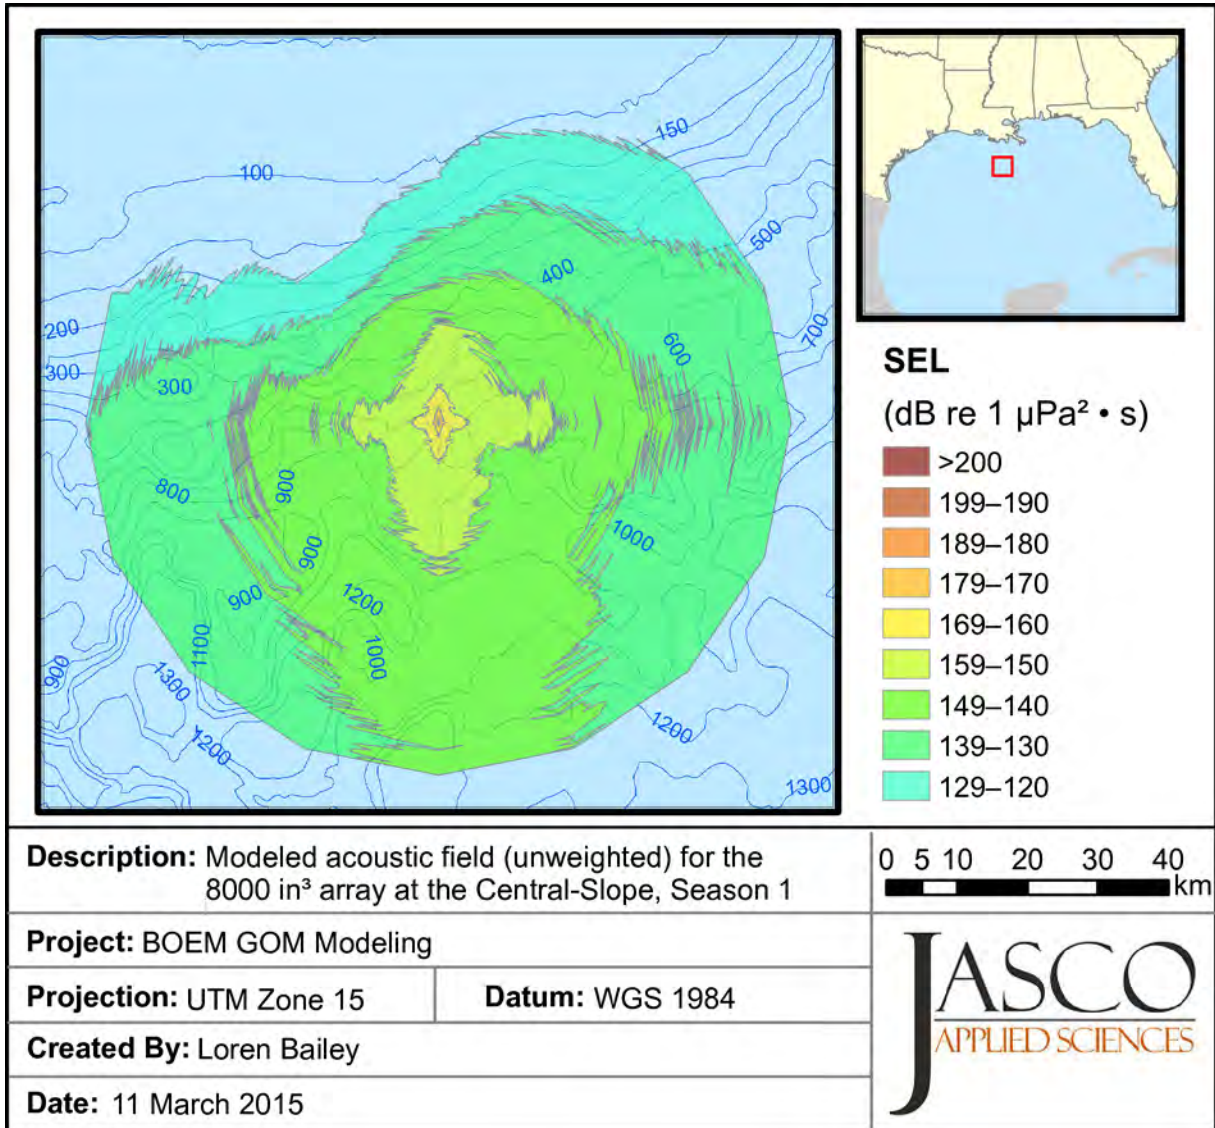 150
100
500
400
200
700
600
300
300
800
900
1000
900
900
1200
1100
1000
900
1300
1200
1200
1300
SEL
(dB re 1 µPa² • s)
>200
199–190
189–180
179–170
169–160
159–150
149–140
139–130
129–120
Description: Modeled acoustic field (unweighted) for the
8000 in³ array at the Central-Slope, Season 1
0 5 10 20 30 40
km
Project: BOEM GOM Modeling
Projection: UTM Zone 15
Datum: WGS 1984
Created By: Loren Bailey
Date: 11 March 2015
JASCO
APPLIED SCIENCES